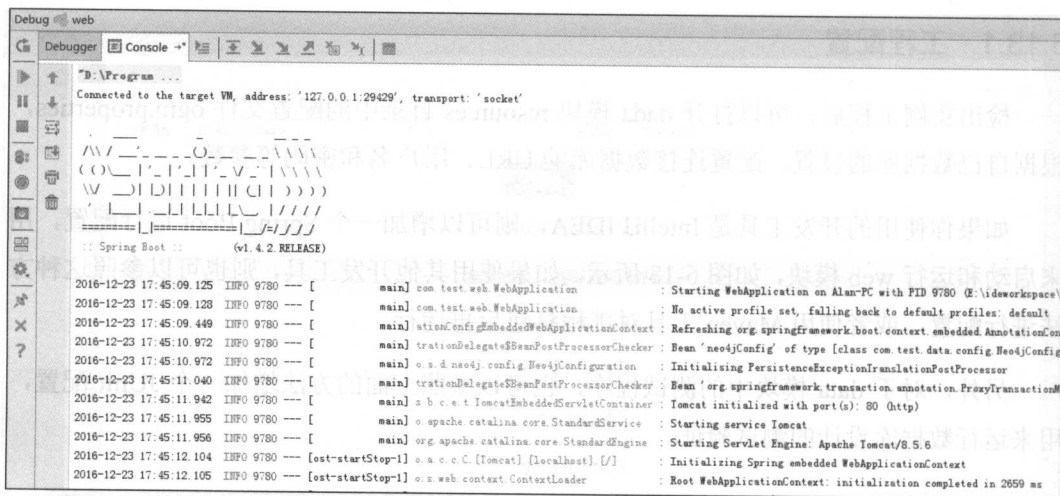 Debug web
Debugger Console
"D:\Program ...
Connected to the target VM, address: '127.0.0.1:29429', transport: 'socket'
:: Spring Boot :: (v1.4.2.RELEASE)
2016-12-23 17:45:09.125 INFO 9780 --- [ main] com.test.web.WebApplication : Starting WebApplication on Alan-PC with PID 9780 (E:\ideworkspace\
2016-12-23 17:45:09.128 INFO 9780 --- [ main] com.test.web.WebApplication : No active profile set, falling back to default profiles: default
2016-12-23 17:45:09.449 INFO 9780 --- [ main] ationConfigEmbeddedWebApplicationContext : Refreshing org.springframework.boot.context.embedded.AnnotationCon
2016-12-23 17:45:10.972 INFO 9780 --- [ main] trationDelegate$BeanPostProcessorChecker : Bean 'neo4jConfig' of type [class com.test.data.config.Neo4jConfig
2016-12-23 17:45:10.972 INFO 9780 --- [ main] o.s.d.neo4j.config.Neo4jConfiguration : Initialising PersistenceExceptionTranslationPostProcessor
2016-12-23 17:45:11.040 INFO 9780 --- [ main] trationDelegate$BeanPostProcessorChecker : Bean 'org.springframework.transaction.annotation.ProxyTransactionM
2016-12-23 17:45:11.942 INFO 9780 --- [ main] s.b.c.e.t.TomcatEmbeddedServletContainer : Tomcat initialized with port(s): 80 (http)
2016-12-23 17:45:11.955 INFO 9780 --- [ main] o.apache.catalina.core.StandardService : Starting service Tomcat
2016-12-23 17:45:11.956 INFO 9780 --- [ main] org.apache.catalina.core.StandardEngine : Starting Servlet Engine: Apache Tomcat/8.5.6
2016-12-23 17:45:12.104 INFO 9780 --- [ost-startStop-1] o.a.c.c.C.[Tomcat].[localhost].[/] : Initializing Spring embedded WebApplicationContext
2016-12-23 17:45:12.105 INFO 9780 --- [ost-startStop-1] o.s.web.context.ContextLoader : Root WebApplicationContext: initialization completed in 2659 ms